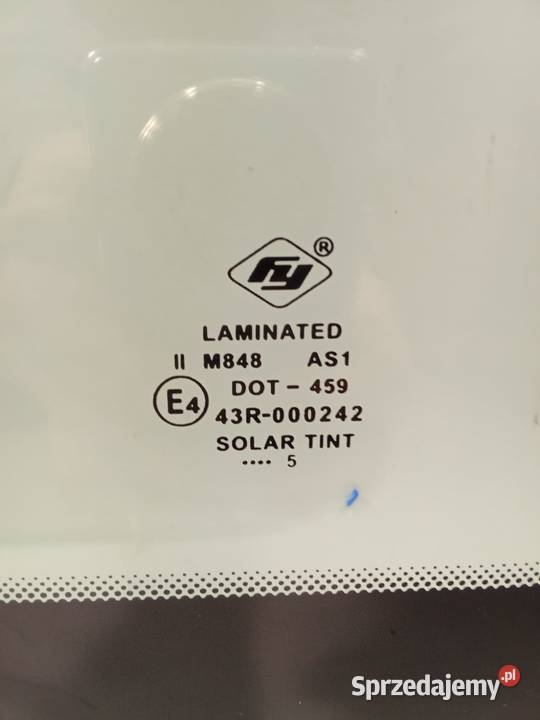 fy ®
LAMINATED
II M848 AS1
DOT - 459
E4 43R-000242
SOLAR TINT
.... 5
Sprzedajemy.pl